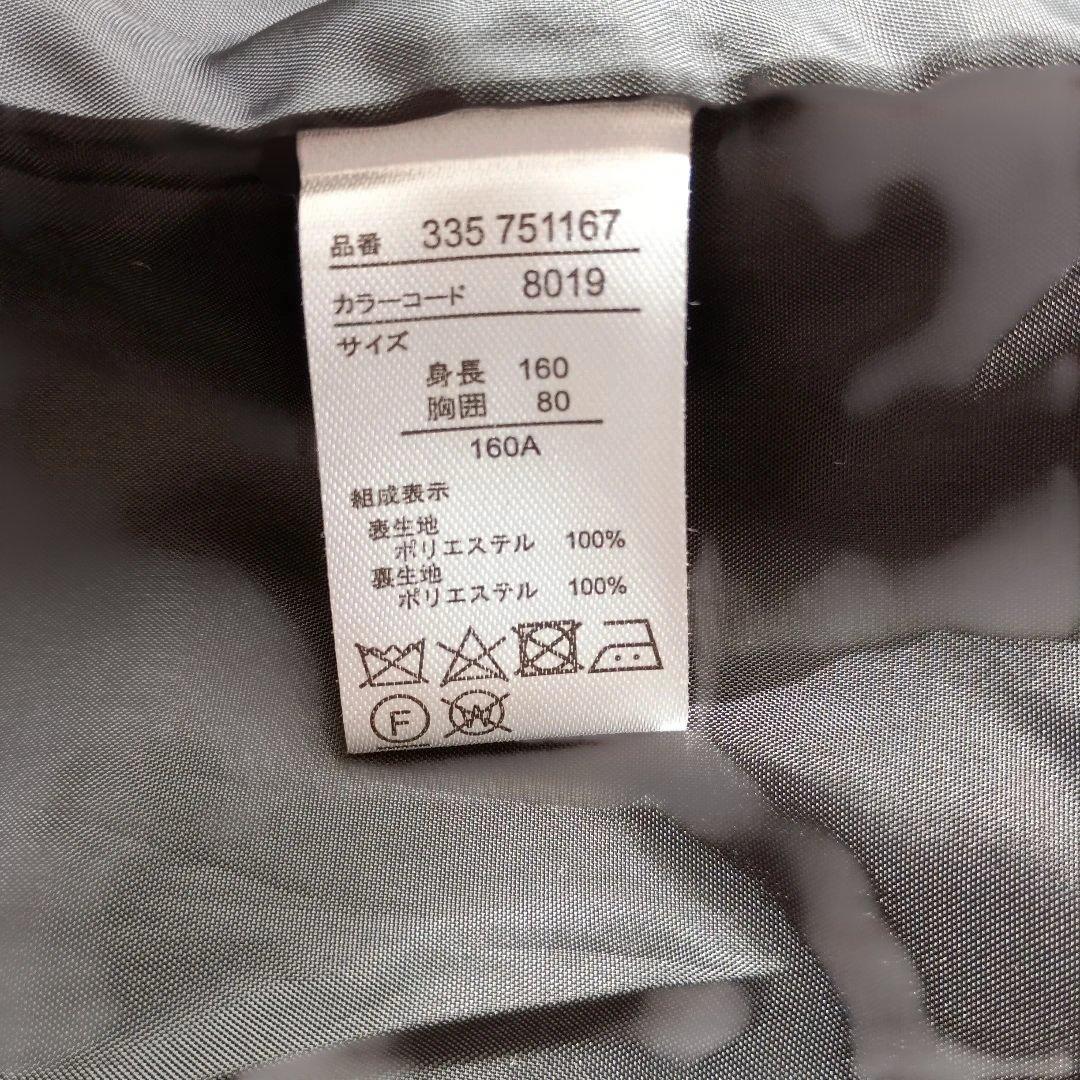 品番 335 751167
カラーコード 8019
サイズ
身長 160
胸囲 80
160A
組成表示
表生地
ポリエステル 100%
裏生地
ポリエステル 100%
F W